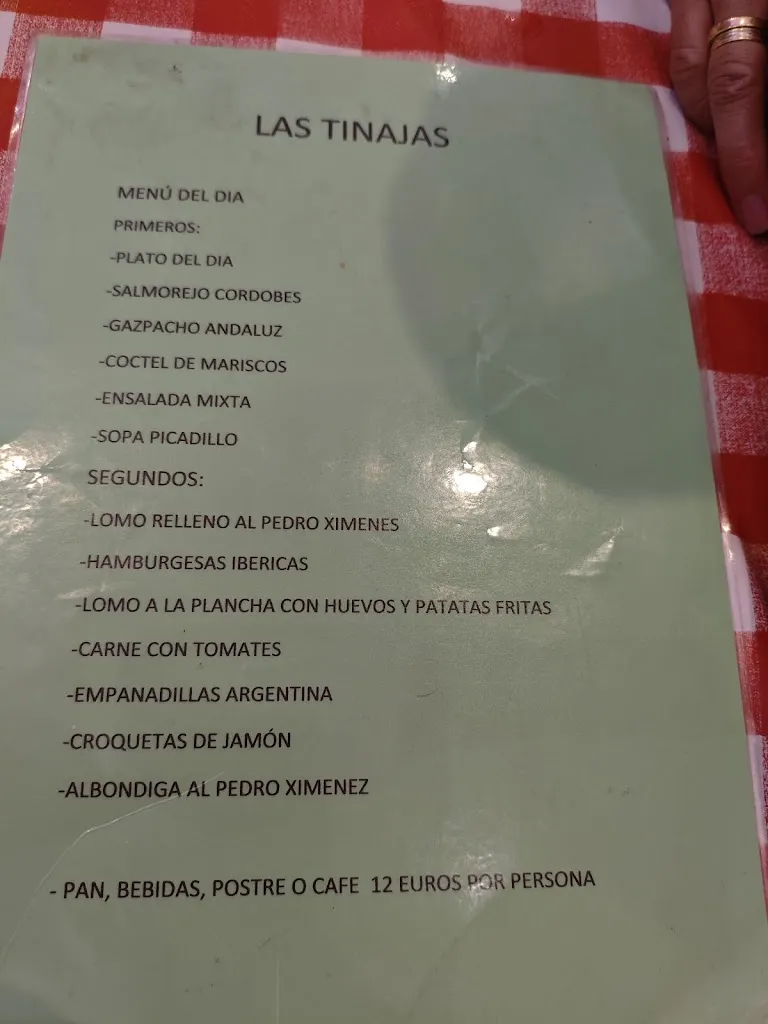 LAS TINAJAS
MENÚ DEL DIA
PRIMEROS:
-PLATO DEL DIA
-SALMOREJO CORDOBES
-GAZPACHO ANDALUZ
-COCTEL DE MARISCOS
-ENSALADA MIXTA
-SOPA PICADILLO
SEGUNDOS:
-LOMO RELLENO AL PEDRO XIMENES
-HAMBURGESAS IBERICAS
-LOMO A LA PLANCHA CON HUEVOS Y PATATAS FRITAS
-CARNE CON TOMATES
-EMPANADILLAS ARGENTINA
-CROQUETAS DE JAMÓN
-ALBONDIGA AL PEDRO XIMENEZ
- PAN, BEBIDAS, POSTRE O CAFE 12 EUROS POR PERSONA